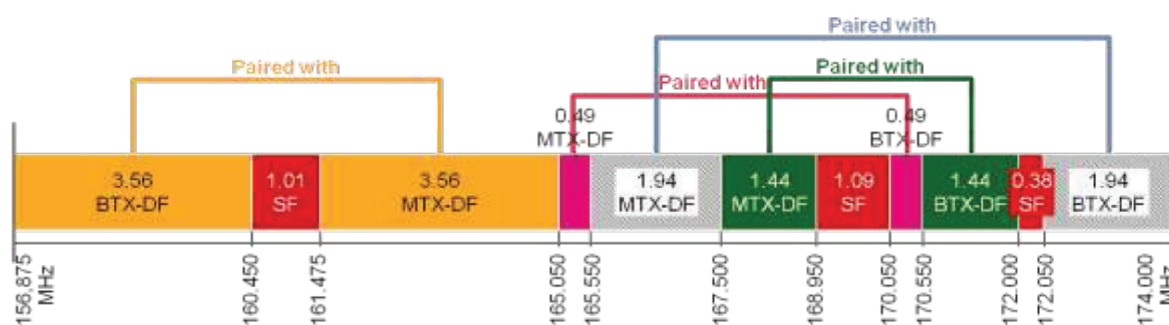 Paired with
Paired with
Paired with
Paired with
0.49
MTX-DF
0.49
BTX-DF
3.56
BTX-DF
1.01
SF
3.56
MTX-DF
1.94
MTX-DF
1.44
MTX-DF
1.09
SF
1.44
BTX-DF
0.38
SF
1.94
BTX-DF
156.875
MHz
160.450
161.475
165.050
165.550
167.500
168.950
170.050
170.550
172.000
172.050
174.000
MHz